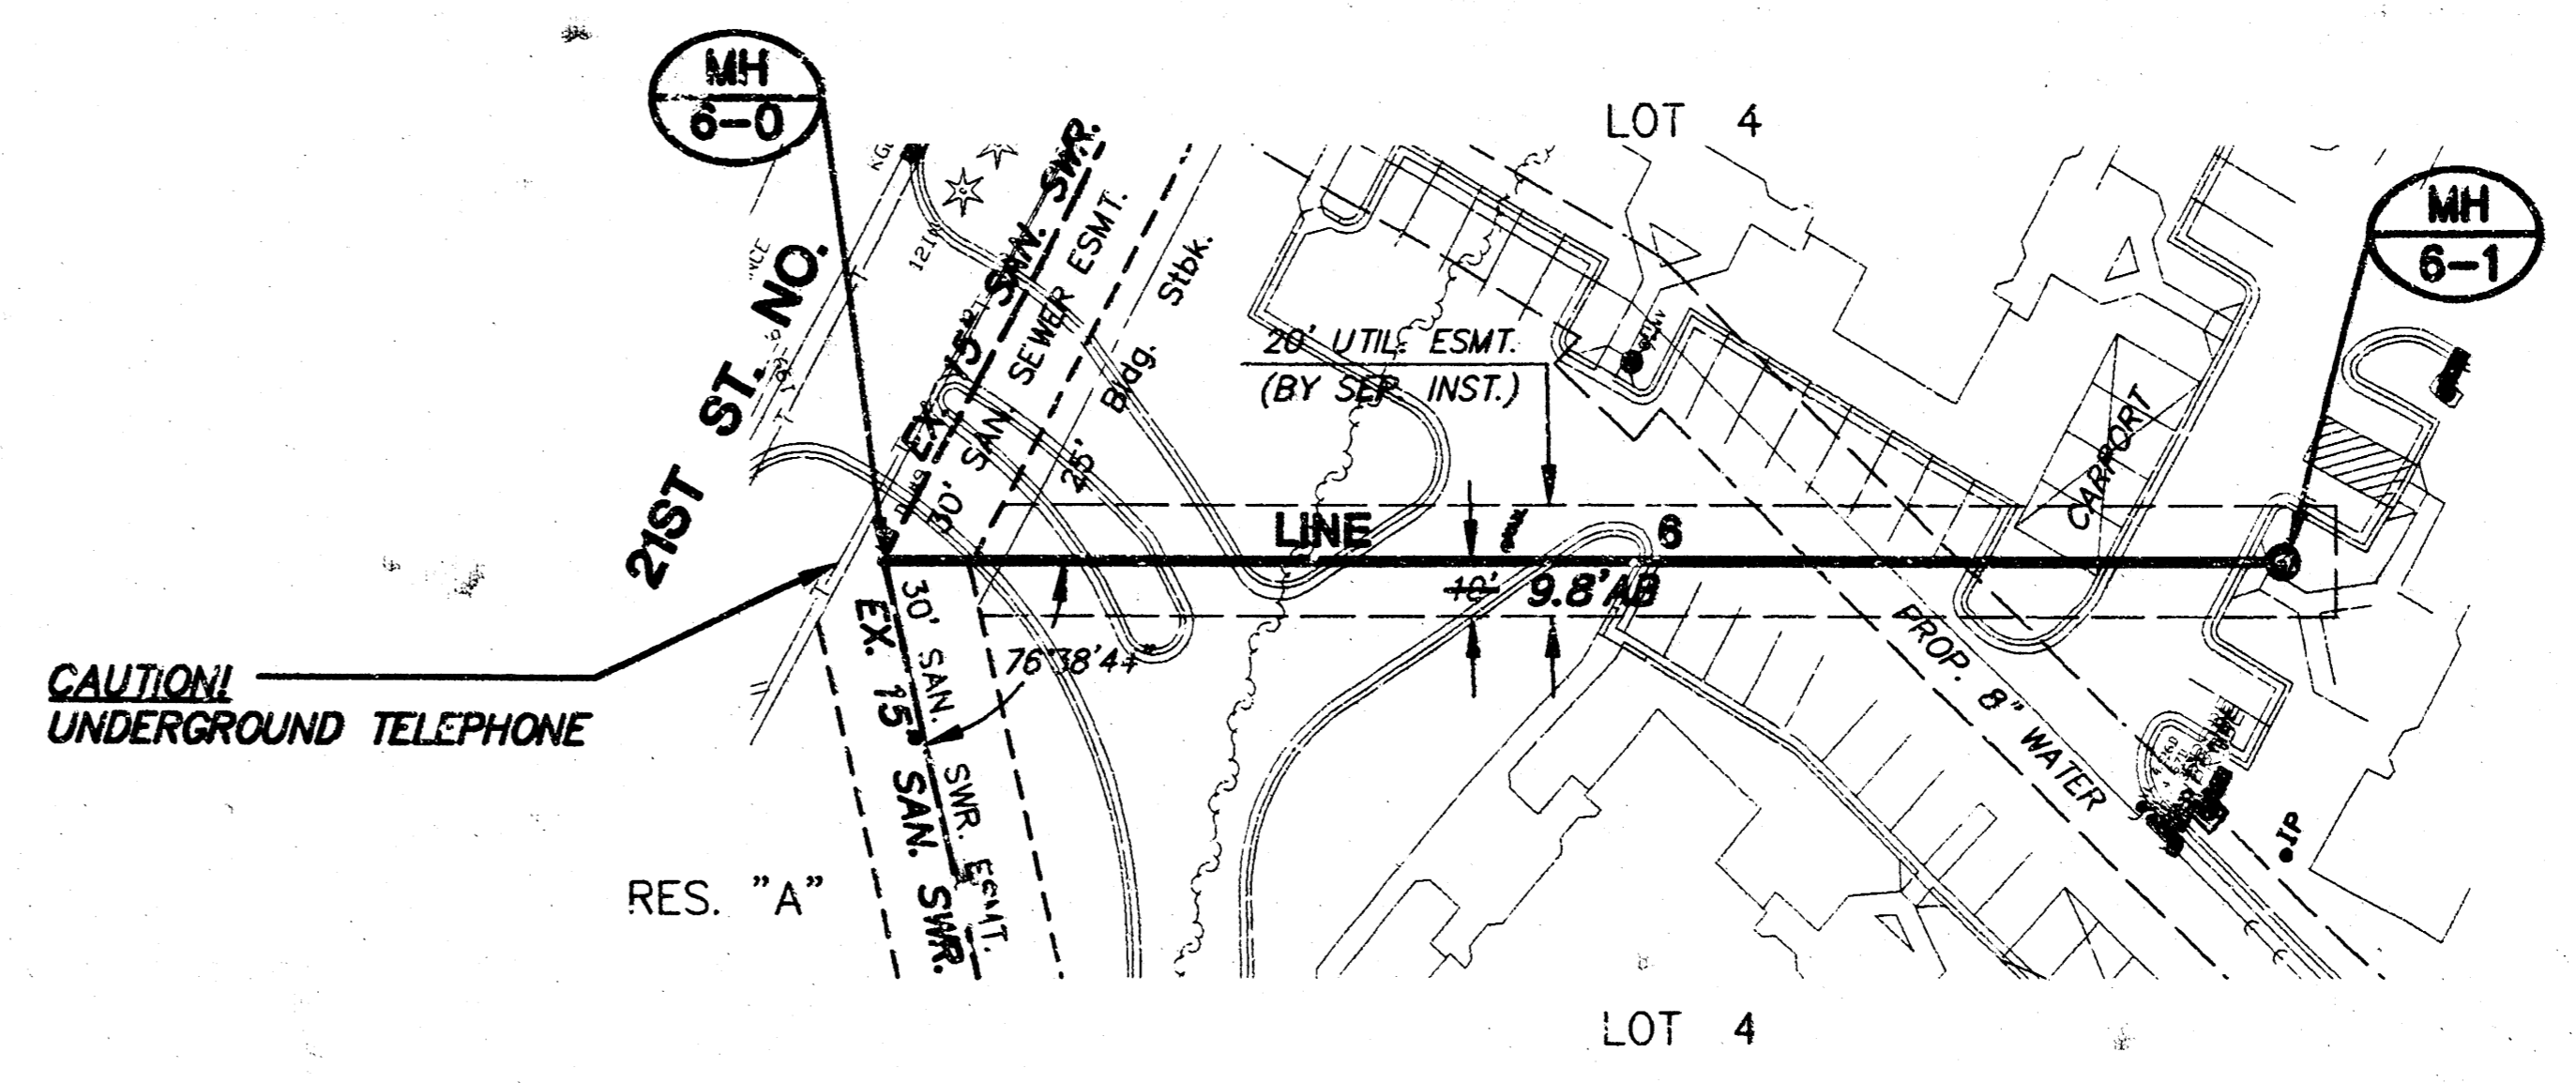 MH
6-0
LOT 4
MH
6-1
21ST ST. NO.
EX. 15" SAN. SWR.
30' SAN. SEWER ESMT.
25' Bldg. Stbk.
20' UTIL. ESMT.
(BY SEP. INST.)
CARPORT
LINE 6
10'
9.8'AB
76°38'44"
CAUTION!
UNDERGROUND TELEPHONE
30' SAN. SWR. ESMT.
EX. 15" SAN. SWR.
PROP. 8" WATER
IP
RES. "A"
LOT 4